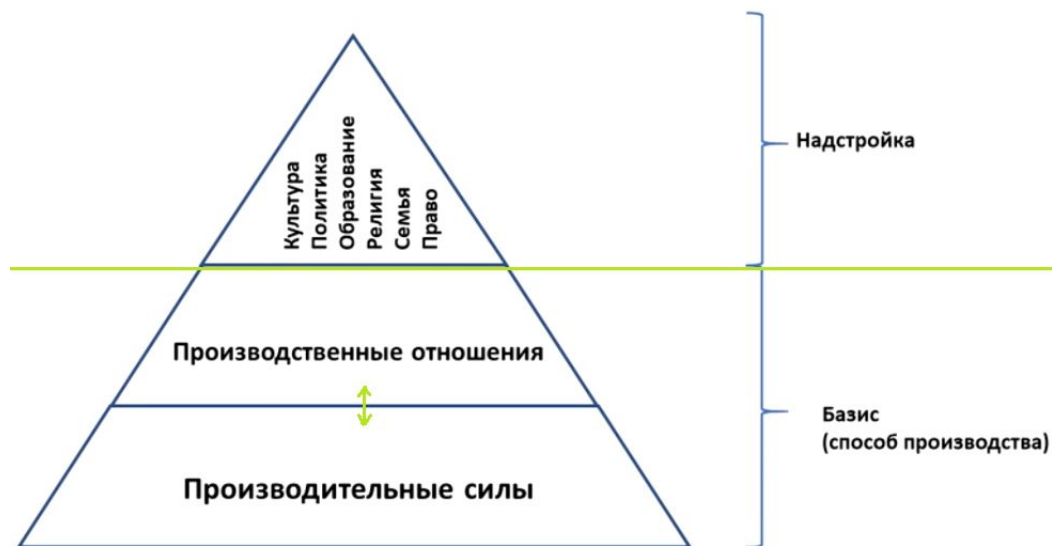 Культура
Политика
Образование
Религия
Семья
Право
Надстройка
Производственные отношения
Базис
(способ производства)
Производительные силы